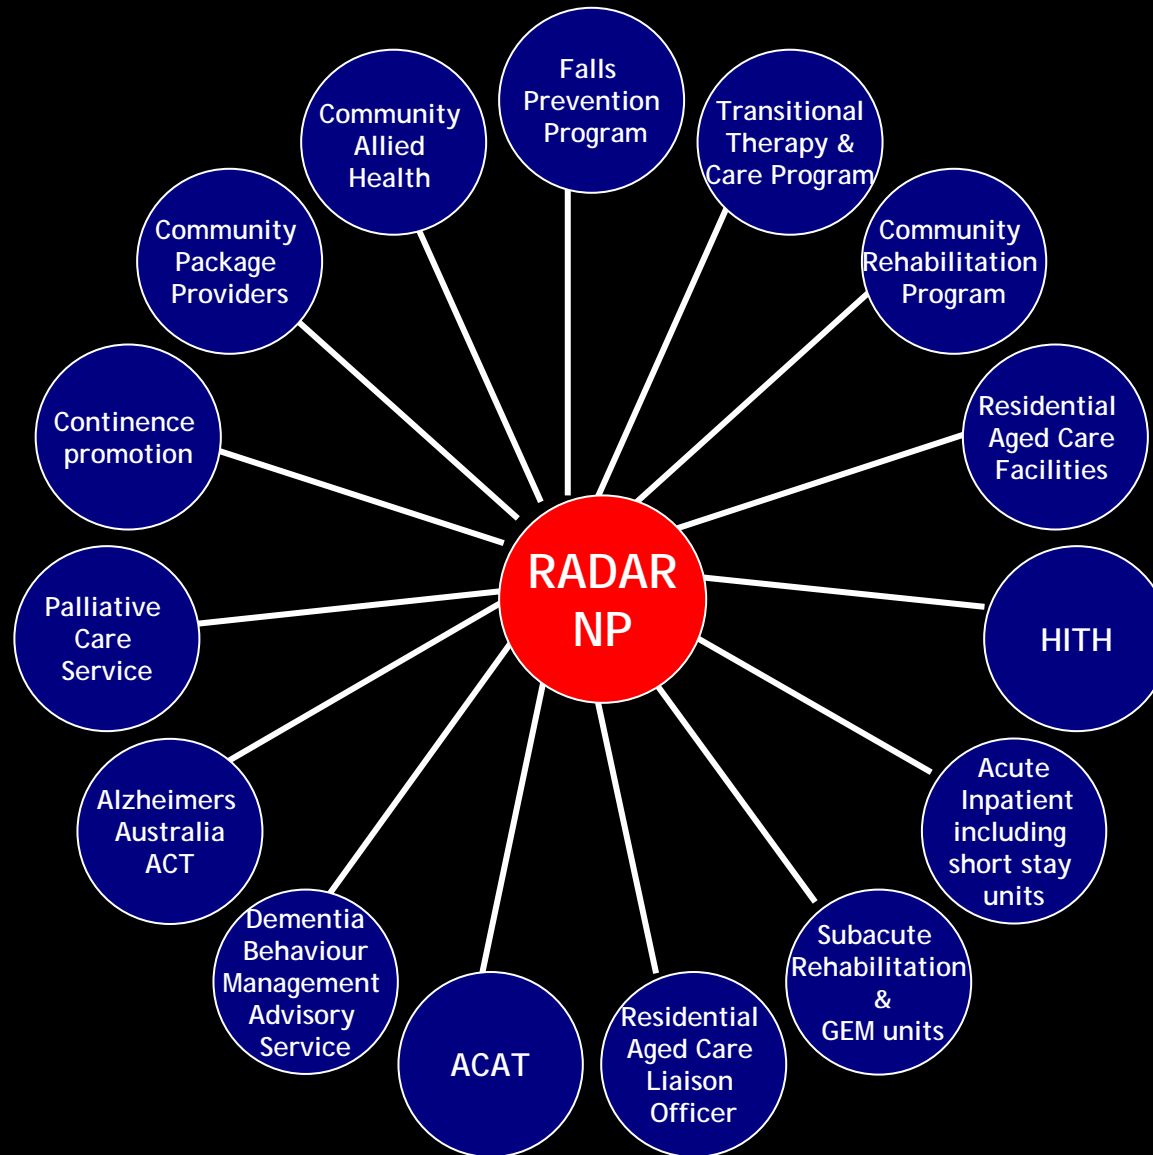 Falls
Prevention
Program
Transitional
Therapy &
Care Program
Community
Rehabilitation
Program
Residential
Aged Care
Facilities
HITH
Acute
Inpatient
including
short stay
units
Subacute
Rehabilitation
&
GEM units
Residential
Aged Care
Liaison
Officer
ACAT
Dementia
Behaviour
Management
Advisory
Service
Alzheimers
Australia
ACT
Palliative
Care
Service
Continence
promotion
Community
Package
Providers
Community
Allied
Health
RADAR
NP